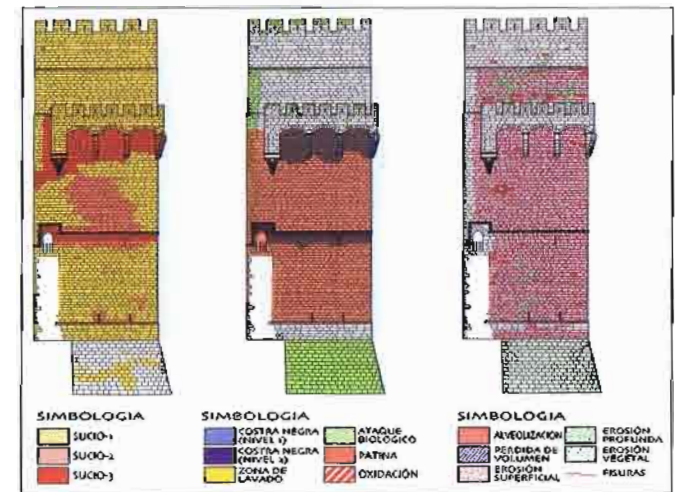 SIMBOLOGIA
SUCIO-1
SUCIO-2
SUCIO-3
SIMBOLOGIA
COSTRA NEGRA
(NIVEL 1)
COSTRA NEGRA
(NIVEL 2)
ZONA DE
LAVADO
ATAQUE
BIOLOGICO
PATINA
OXIDACIÓN
SIMBOLOGIA
ALVEOLIZACION
PERDIDA DE
VOLUMEN
EROSIÓN
SUPERFICIAL
EROSIÓN
PROFUNDA
EROSIÓN
VEGETAL
FISURAS